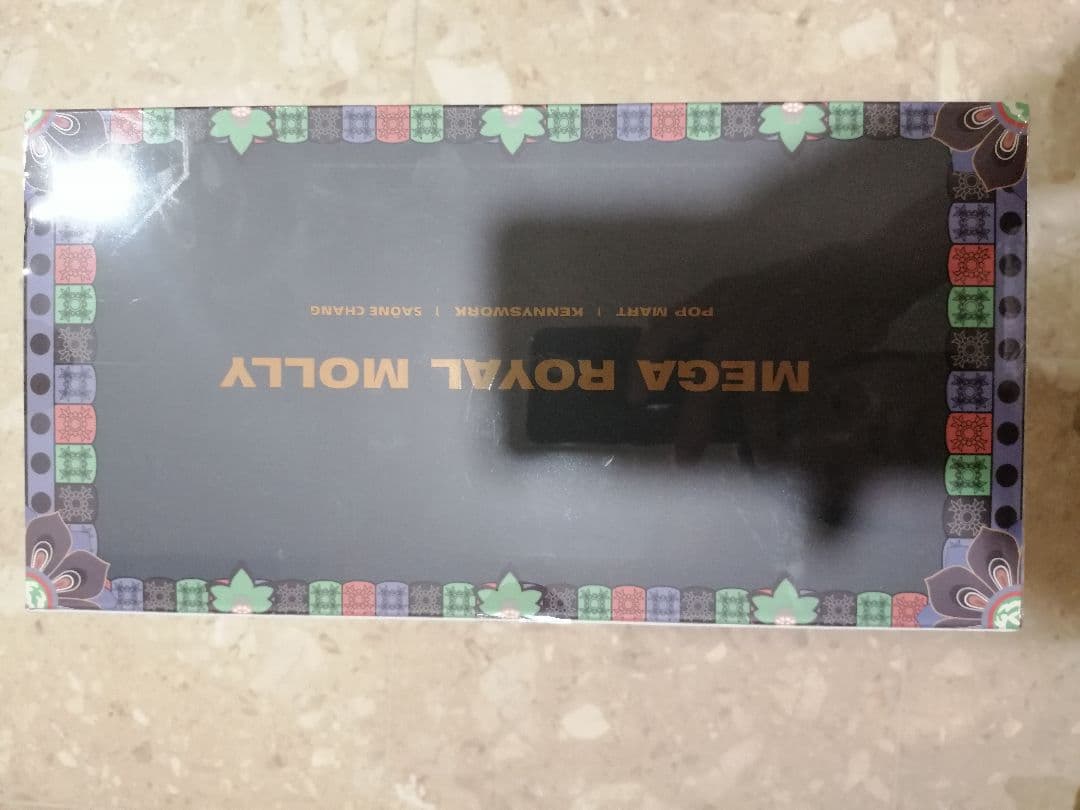 MEGA ROYAL MOLLY
POP MART | KENNYSWORK | SAÔNE CHANG